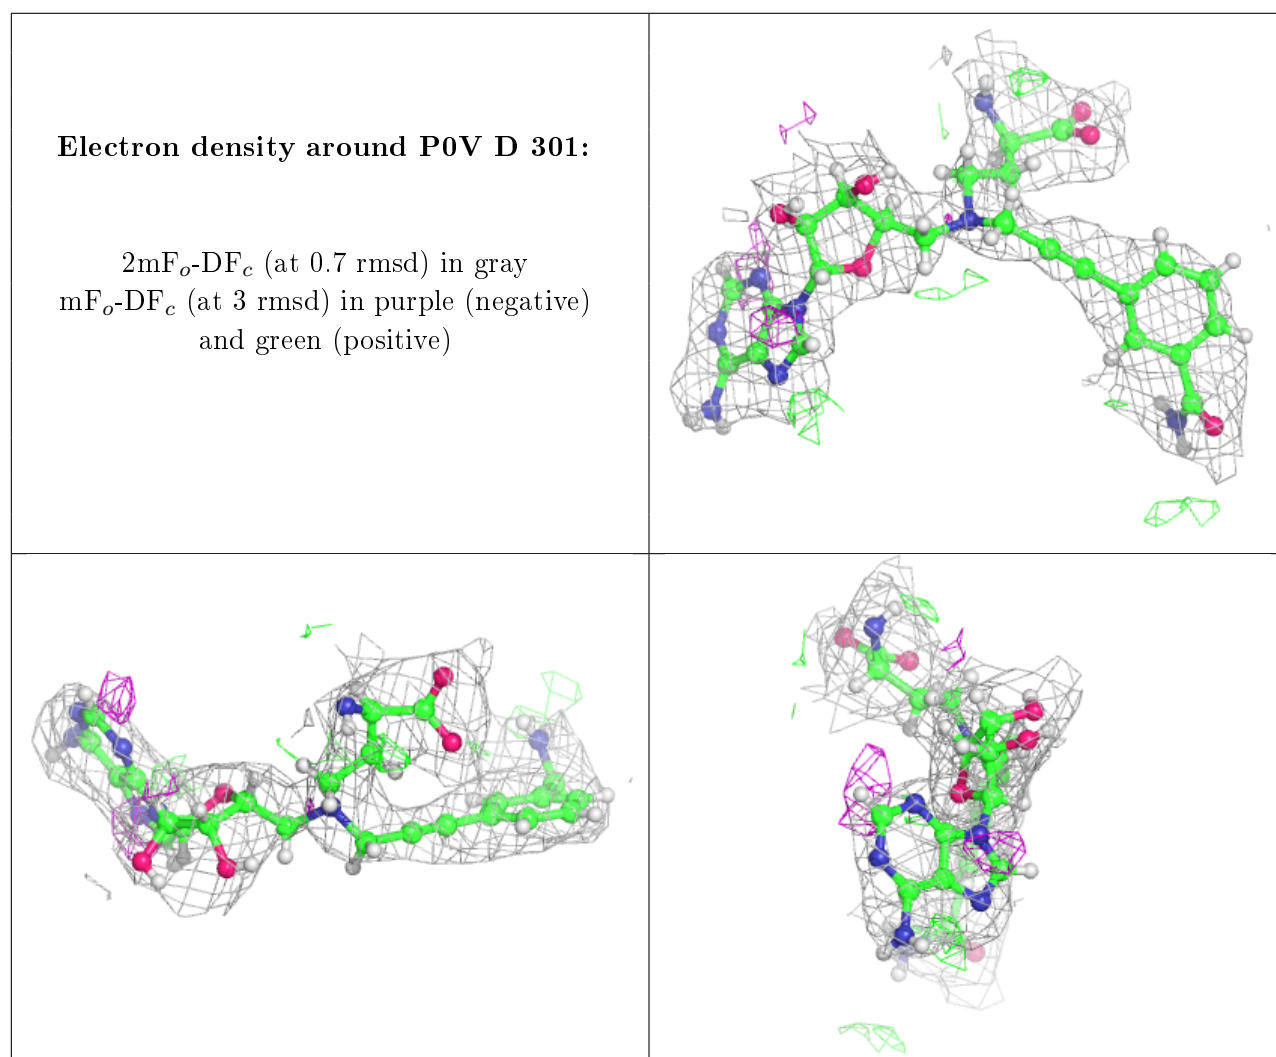 Electron density around P0V D 301:
2mFo-DFc (at 0.7 rmsd) in gray
mFo-DFc (at 3 rmsd) in purple (negative)
and green (positive)